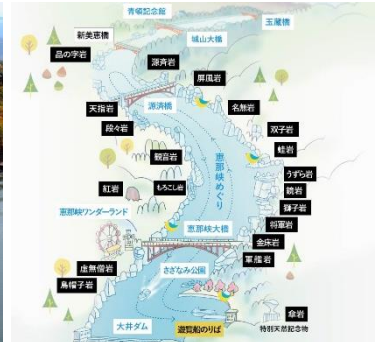 青邨記念館
玉蔵橋
新美恵橋
城山大橋
品の字岩
源済岩
屏風岩
天指岩
源済橋
名無岩
段々岩
双子岩
蛙岩
観音岩
恵那峡めぐり
うずら岩
紅岩
もろこし岩
鏡岩
獅子岩
恵那峡ワンダーランド
恵那峡大橋
将軍岩
金床岩
虚無僧岩
さざなみ公園
軍艦岩
烏帽子岩
傘岩
大井ダム
遊覧船のりば
特別天然記念物